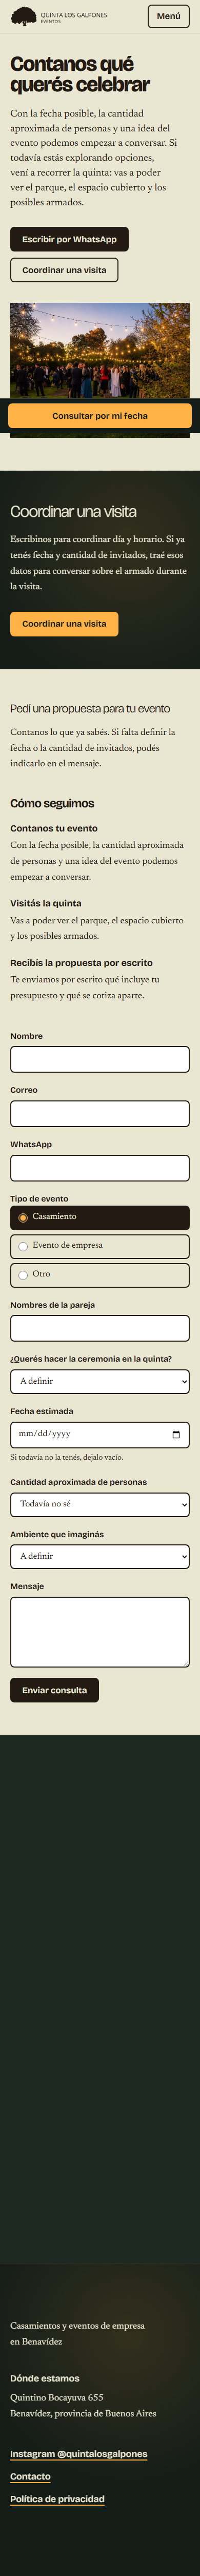 QUINTA LOS GALPONES
EVENTOS
Menú
Contanos qué
querés celebrar
Con la fecha posible, la cantidad
aproximada de personas y una idea del
evento podemos empezar a conversar. Si
todavía estás explorando opciones,
vení a recorrer la quinta: vas a poder
ver el parque, el espacio cubierto y los
posibles armados.
Escribir por WhatsApp
Coordinar una visita
Consultar por mi fecha
Coordinar una visita
Escribinos para coordinar día y horario. Si ya
tenés fecha y cantidad de invitados, traé esos
datos para conversar sobre el armado durante
la visita.
Coordinar una visita
Pedí una propuesta para tu evento
Contanos lo que ya sabés. Si falta definir la
fecha o la cantidad de invitados, podés
indicarlo en el mensaje.
Cómo seguimos
Contanos tu evento
Con la fecha posible, la cantidad aproximada
de personas y una idea del evento podemos
empezar a conversar.
Visitás la quinta
Vas a poder ver el parque, el espacio cubierto
y los posibles armados.
Recibís la propuesta por escrito
Te enviamos por escrito qué incluye tu
presupuesto y qué se cotiza aparte.
Nombre
Correo
WhatsApp
Tipo de evento
Casamiento
Evento de empresa
Otro
Nombres de la pareja
¿Querés hacer la ceremonia en la quinta?
A definir
Fecha estimada
mm/dd/yyyy
Si todavía no la tenés, dejalo vacío.
Cantidad aproximada de personas
Todavía no sé
Ambiente que imaginás
A definir
Mensaje
Enviar consulta
Casamientos y eventos de empresa
en Benavídez
Dónde estamos
Quintino Bocayuva 655
Benavídez, provincia de Buenos Aires
Instagram @quintalosgalpones
Contacto
Política de privacidad